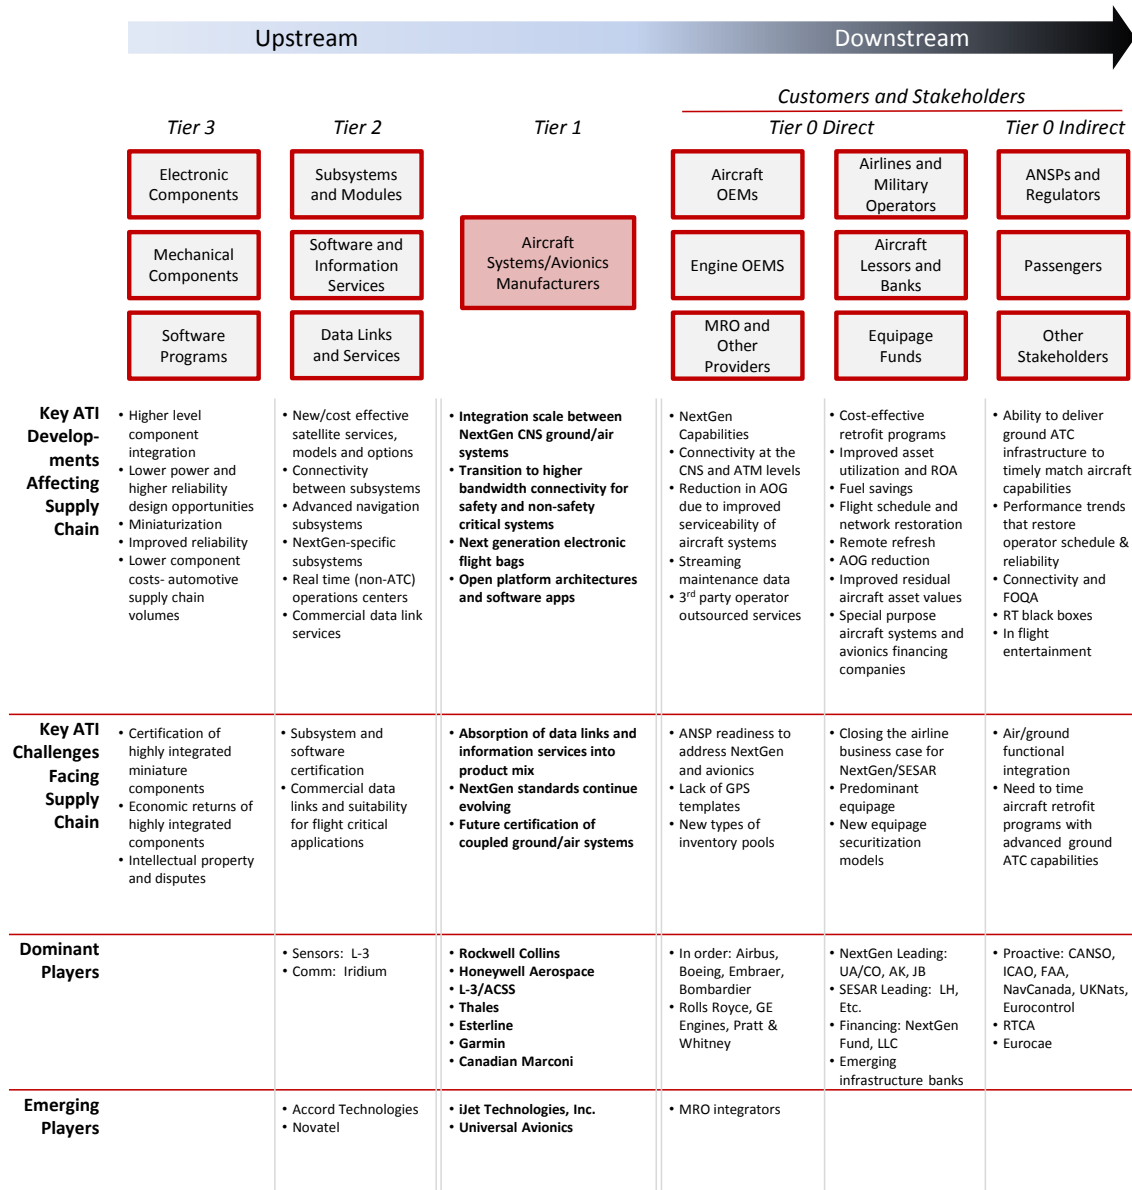 Upstream
Downstream
Customers and Stakeholders
Tier 3
Tier 2
Tier 1
Tier 0 Direct
Tier 0 Indirect
Electronic
Components
Subsystems
and Modules
Aircraft
OEMs
Airlines and
Military
Operators
ANSPs and
Regulators
Mechanical
Components
Software and
Information
Services
Aircraft
Systems/Avionics
Manufacturers
Engine OEMS
Aircraft
Lessors and
Banks
Passengers
Software
Programs
Data Links
and Services
MRO and
Other
Providers
Equipage
Funds
Other
Stakeholders
Key ATI
Develop-
ments
Affecting
Supply
Chain
• Higher level
component
integration
• Lower power and
higher reliability
design opportunities
• Miniaturization
• Improved reliability
• Lower component
costs- automotive
supply chain
volumes
• New/cost effective
satellite services,
models and options
• Connectivity
between subsystems
• Advanced navigation
subsystems
• NextGen-specific
subsystems
• Real time (non-ATC)
operations centers
• Commercial data link
services
• Integration scale between
NextGen CNS ground/air
systems
• Transition to higher
bandwidth connectivity for
safety and non-safety
critical systems
• Next generation electronic
flight bags
• Open platform architectures
and software apps
• NextGen
Capabilities
• Connectivity at the
CNS and ATM levels
• Reduction in AOG
due to improved
serviceability of
aircraft systems
• Streaming
maintenance data
• 3rd party operator
outsourced services
• Cost-effective
retrofit programs
• Improved asset
utilization and ROA
• Fuel savings
• Flight schedule and
network restoration
• Remote refresh
• AOG reduction
• Improved residual
aircraft asset values
• Special purpose
aircraft systems and
avionics financing
companies
• Ability to deliver
ground ATC
infrastructure to
timely match aircraft
capabilities
• Performance trends
that restore
operator schedule &
reliability
• Connectivity and
FOQA
• RT black boxes
• In flight
entertainment
Key ATI
Challenges
Facing
Supply
Chain
• Certification of
highly integrated
miniature
components
• Economic returns of
highly integrated
components
• Intellectual property
and disputes
• Subsystem and
software
certification
• Commercial data
links and suitability
for flight critical
applications
• Absorption of data links and
information services into
product mix
• NextGen standards continue
evolving
• Future certification of
coupled ground/air systems
• ANSP readiness to
address NextGen
and avionics
• Lack of GPS
templates
• New types of
inventory pools
• Closing the airline
business case for
NextGen/SESAR
• Predominant
equipage
• New equipage
securitization
models
• Air/ground
functional
integration
• Need to time
aircraft retrofit
programs with
advanced ground
ATC capabilities
Dominant
Players
• Sensors: L-3
• Comm: Iridium
• Rockwell Collins
• Honeywell Aerospace
• L-3/ACSS
• Thales
• Esterline
• Garmin
• Canadian Marconi
• In order: Airbus,
Boeing, Embraer,
Bombardier
• Rolls Royce, GE
Engines, Pratt &
Whitney
• NextGen Leading:
UA/CO, AK, JB
• SESAR Leading: LH,
Etc.
• Financing: NextGen
Fund, LLC
• Emerging
infrastructure banks
• Proactive: CANSO,
ICAO, FAA,
NavCanada, UKNats,
Eurocontrol
• RTCA
• Eurocae
Emerging
Players
• Accord Technologies
• Novatel
• iJet Technologies, Inc.
• Universal Avionics
• MRO integrators